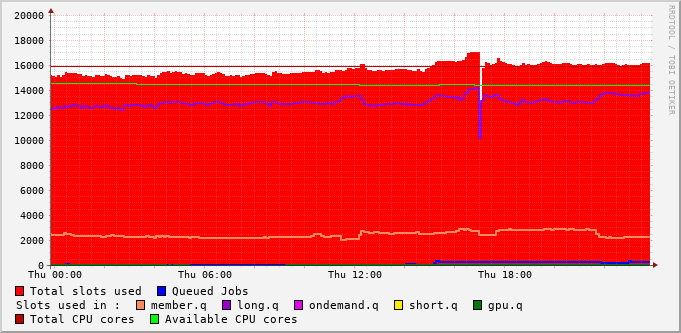 20000
18000
16000
14000
12000
10000
8000
6000
4000
2000
0
Thu 00:00 Thu 06:00 Thu 12:00 Thu 18:00
RRDTOOL / TOBI OETIKER
Total slots used Queued Jobs
Slots used in : member.q long.q ondemand.q short.q gpu.q
Total CPU cores Available CPU cores